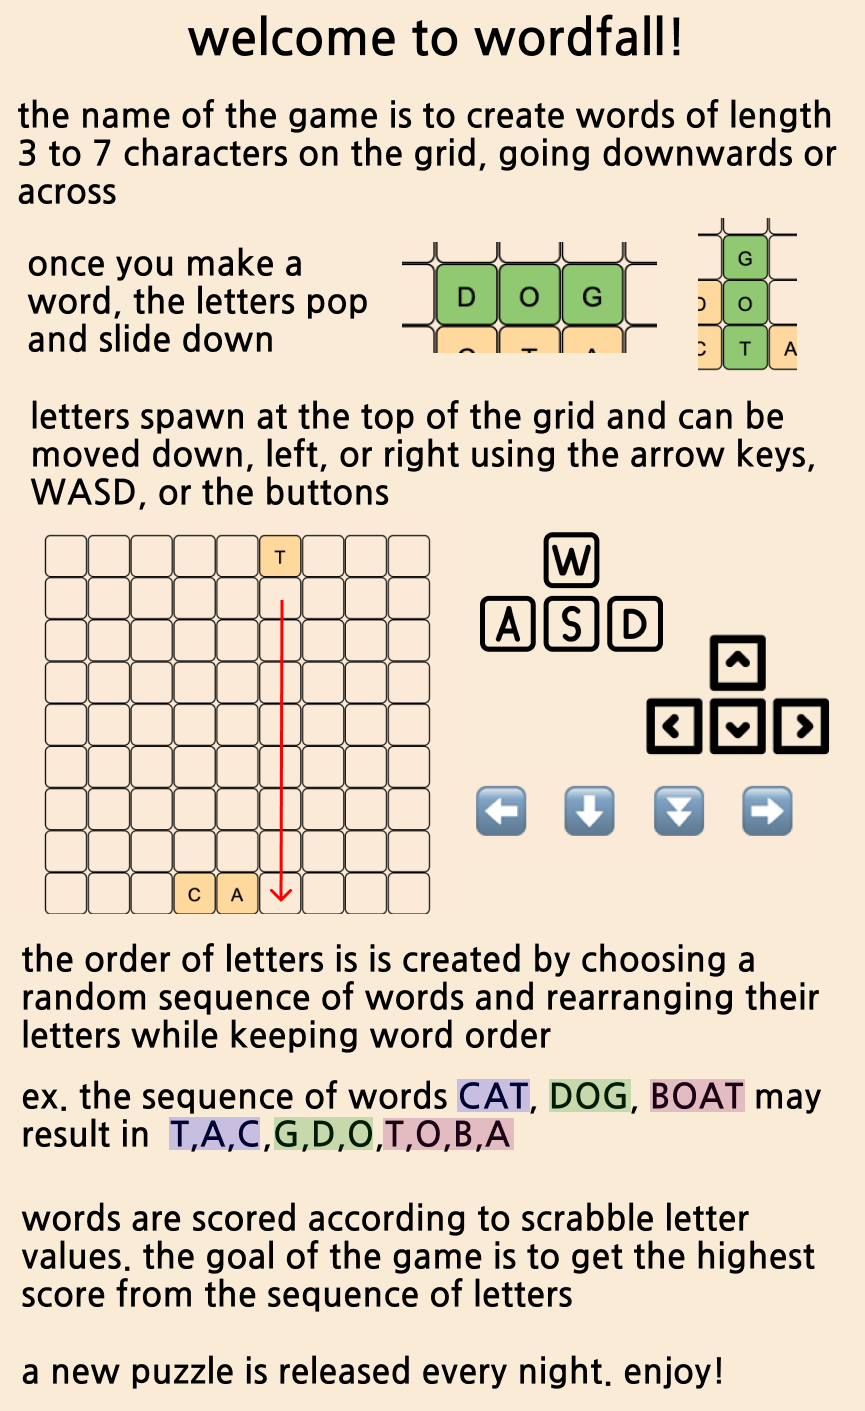 welcome to wordfall!
the name of the game is to create words of length
3 to 7 characters on the grid, going downwards or
across
once you make a
word, the letters pop
and slide down
D O G
G
O
C T A
letters spawn at the top of the grid and can be
moved down, left, or right using the arrow keys,
WASD, or the buttons
T
C A
W
A S D
the order of letters is is created by choosing a
random sequence of words and rearranging their
letters while keeping word order
ex. the sequence of words CAT, DOG, BOAT may
result in T,A,C,G,D,O,T,O,B,A
words are scored according to scrabble letter
values. the goal of the game is to get the highest
score from the sequence of letters
a new puzzle is released every night. enjoy!